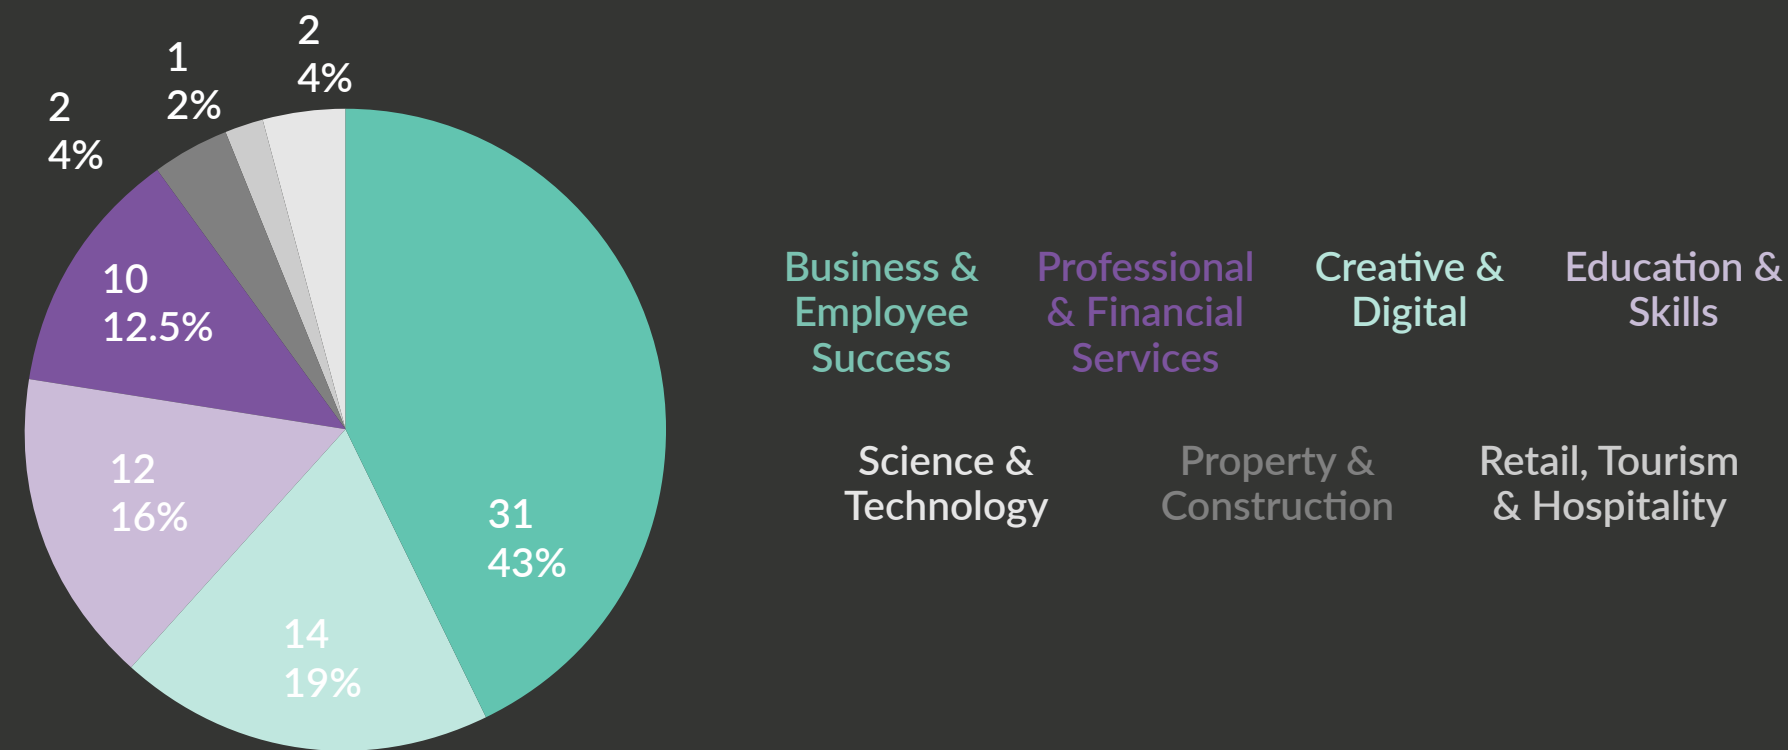 2
4%
1
2%
2
4%
10
12.5%
12
16%
14
19%
31
43%
Business &
Employee
Success
Professional
& Financial
Services
Creative &
Digital
Education &
Skills
Science &
Technology
Property &
Construction
Retail, Tourism
& Hospitality